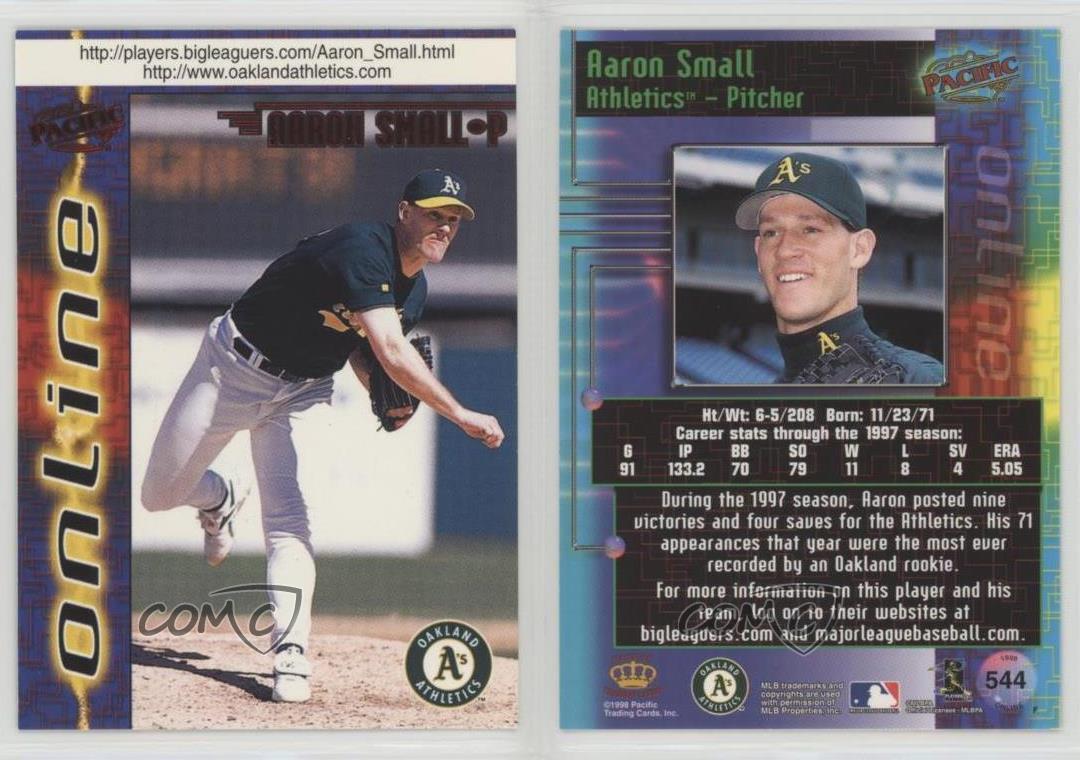 http://players.bigleaguers.com/Aaron_Small.html
http://www.oaklandathletics.com
PACIFIC
AARON SMALL•P
online
A's
COMC
OAKLAND
A's
ATHLETICS
Aaron Small
Athletics™ – Pitcher
PACIFIC
online
A's
A's
Ht/Wt: 6-5/208 Born: 11/23/71
Career stats through the 1997 season:
G IP BB SO W L SV ERA
91 133.2 70 79 11 8 4 5.05
During the 1997 season, Aaron posted nine
victories and four saves for the Athletics. His 71
appearances that year were the most ever
recorded by an Oakland rookie.
For more information on this player and his
team, log on to their websites at
bigleaguers.com and majorleaguebaseball.com.
COMC
©1998 Pacific
Trading Cards, Inc.
OAKLAND
A's
ATHLETICS
MLB trademarks and
copyrights are used
with permission of
MLB Properties, Inc.
1998
544
ONLINE